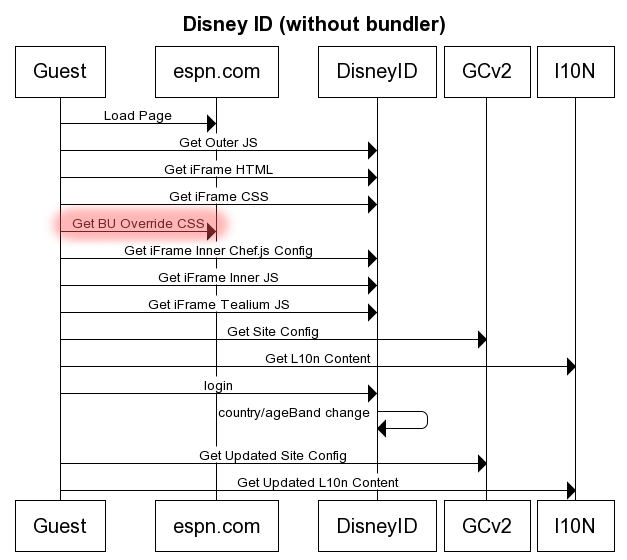 Disney ID (without bundler)
Guest espn.com DisneyID GCv2 I10N
Load Page
Get Outer JS
Get iFrame HTML
Get iFrame CSS
Get BU Override CSS
Get iFrame Inner Chef.js Config
Get iFrame Inner JS
Get iFrame Tealium JS
Get Site Config
Get L10n Content
login
country/ageBand change
Get Updated Site Config
Get Updated L10n Content
Guest espn.com DisneyID GCv2 I10N